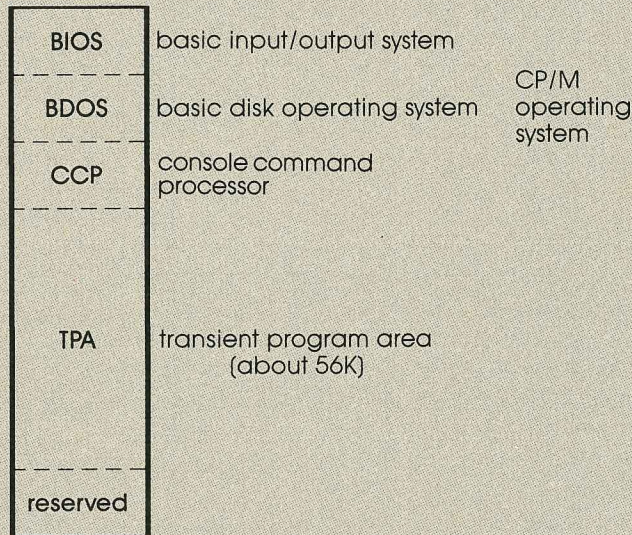 BIOS basic input/output system
BDOS basic disk operating system
CP/M
operating
system
CCP console command
processor
TPA transient program area
(about 56K)
reserved